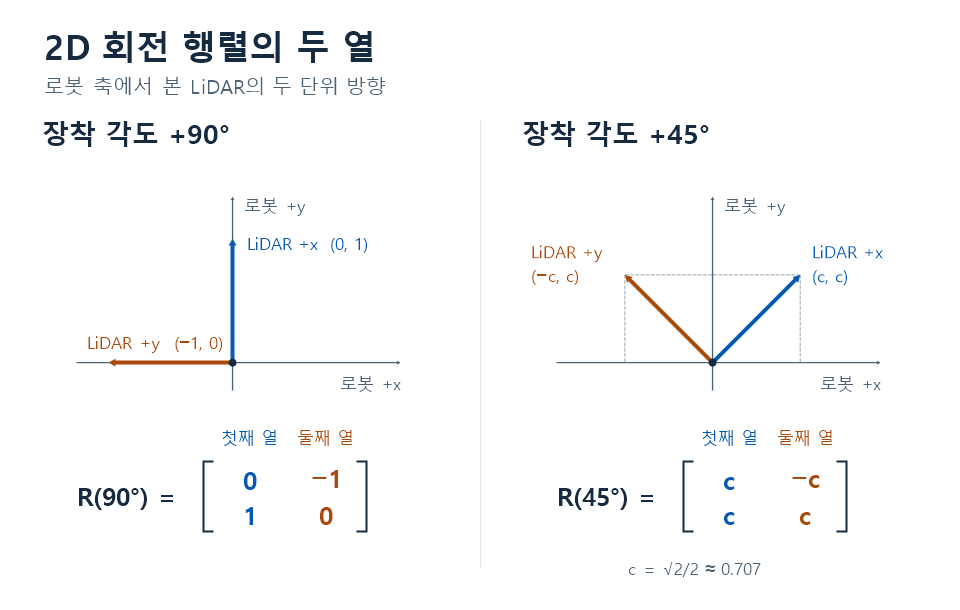 2D 회전 행렬의 두 열
로봇 축에서 본 LiDAR의 두 단위 방향
장착 각도 +90°
로봇 +y
LiDAR +x (0, 1)
LiDAR +y (−1, 0)
로봇 +x
첫째 열 둘째 열
R(90°) =
0 −1
1 0
장착 각도 +45°
로봇 +y
LiDAR +y
(−c, c)
LiDAR +x
(c, c)
로봇 +x
첫째 열 둘째 열
R(45°) =
c −c
c c
c = √2/2 ≈ 0.707